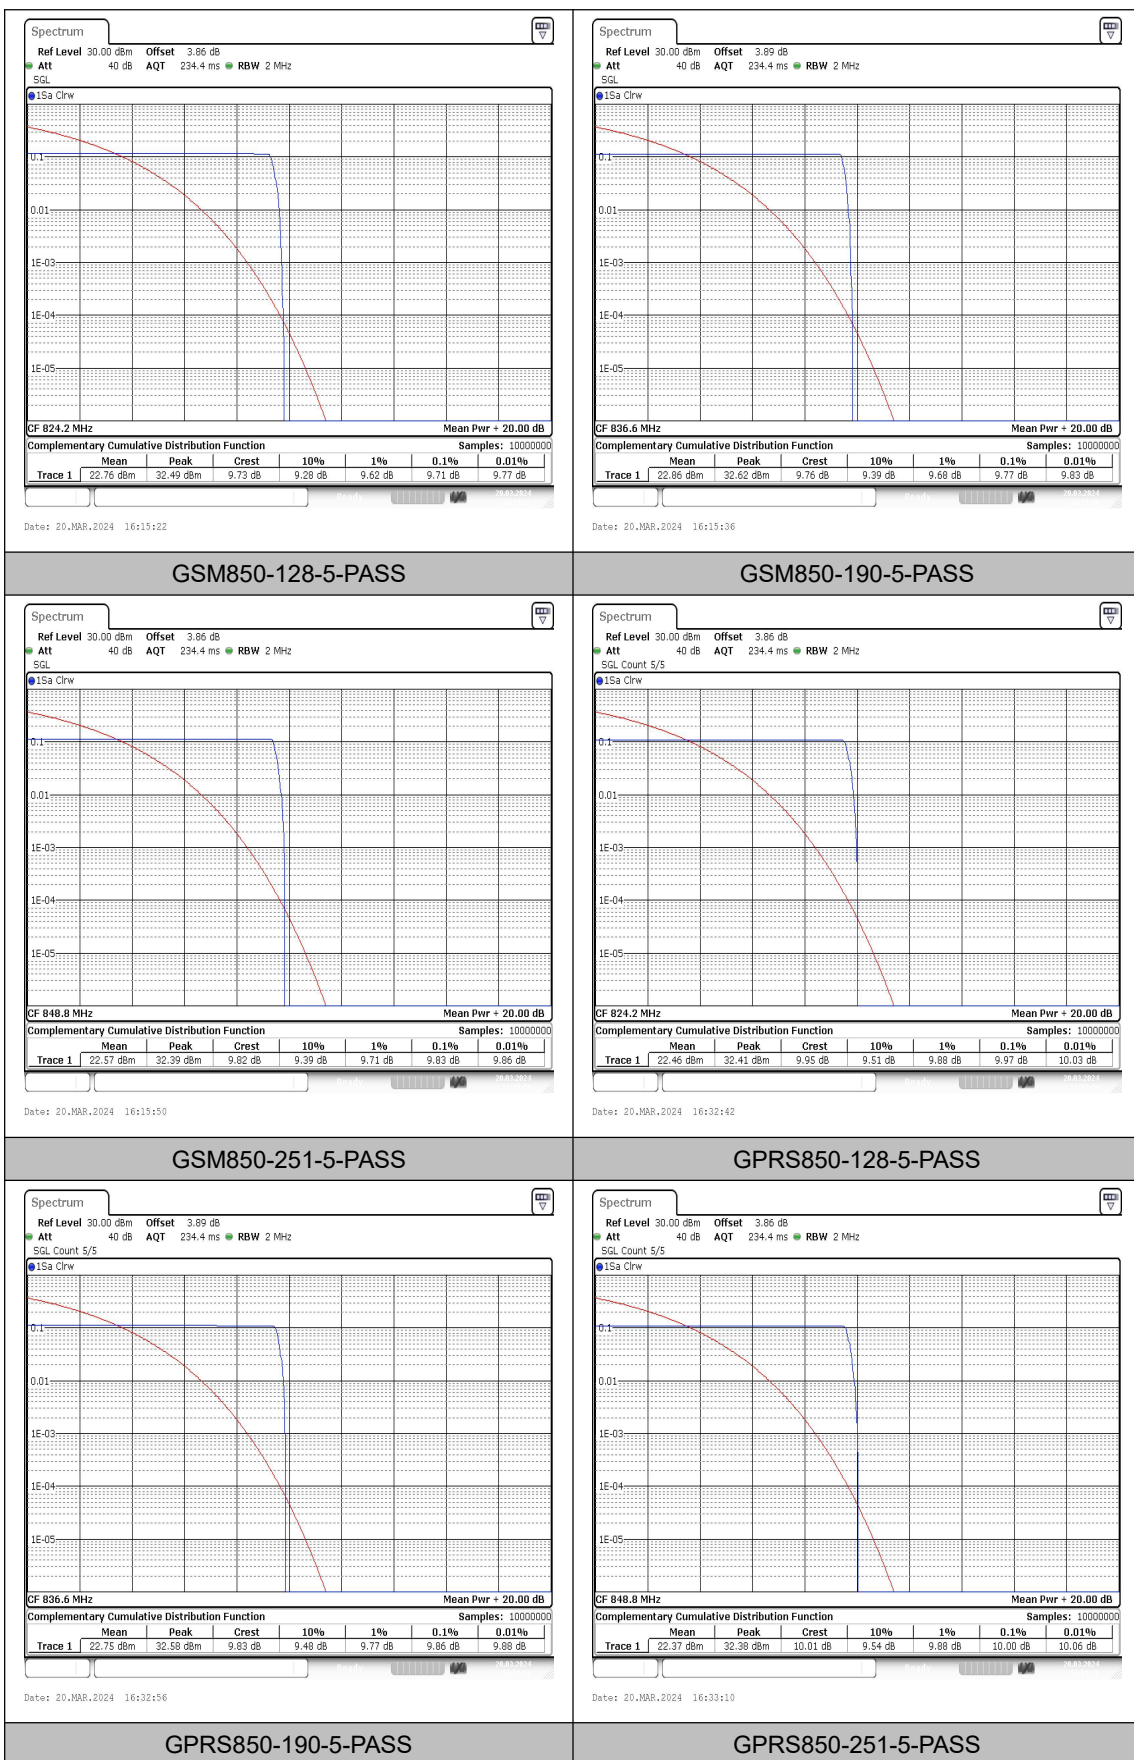 Spectrum
Ref Level 30.00 dBm Offset 3.86 dB
Att 40 dB AQT 234.4 ms RBW 2 MHz
SGL
1Sa Clrw
0.1
0.01
1E-03
1E-04
1E-05
CF 824.2 MHz Mean Pwr + 20.00 dB
Complementary Cumulative Distribution Function Samples: 10000000
Mean Peak Crest 10% 1% 0.1% 0.01%
Trace 1 22.76 dBm 32.49 dBm 9.73 dB 9.28 dB 9.62 dB 9.71 dB 9.77 dB
Ready 20.03.2024
Date: 20.MAR.2024 16:15:22
GSM850-128-5-PASS
Spectrum
Ref Level 30.00 dBm Offset 3.89 dB
Att 40 dB AQT 234.4 ms RBW 2 MHz
SGL
1Sa Clrw
0.1
0.01
1E-03
1E-04
1E-05
CF 836.6 MHz Mean Pwr + 20.00 dB
Complementary Cumulative Distribution Function Samples: 10000000
Mean Peak Crest 10% 1% 0.1% 0.01%
Trace 1 22.86 dBm 32.62 dBm 9.76 dB 9.39 dB 9.68 dB 9.77 dB 9.83 dB
Ready 20.03.2024
Date: 20.MAR.2024 16:15:36
GSM850-190-5-PASS
Spectrum
Ref Level 30.00 dBm Offset 3.86 dB
Att 40 dB AQT 234.4 ms RBW 2 MHz
SGL
1Sa Clrw
0.1
0.01
1E-03
1E-04
1E-05
CF 848.8 MHz Mean Pwr + 20.00 dB
Complementary Cumulative Distribution Function Samples: 10000000
Mean Peak Crest 10% 1% 0.1% 0.01%
Trace 1 22.57 dBm 32.39 dBm 9.82 dB 9.39 dB 9.71 dB 9.83 dB 9.86 dB
Ready 20.03.2024
Date: 20.MAR.2024 16:15:50
GSM850-251-5-PASS
Spectrum
Ref Level 30.00 dBm Offset 3.86 dB
Att 40 dB AQT 234.4 ms RBW 2 MHz
SGL Count 5/5
1Sa Clrw
0.1
0.01
1E-03
1E-04
1E-05
CF 824.2 MHz Mean Pwr + 20.00 dB
Complementary Cumulative Distribution Function Samples: 10000000
Mean Peak Crest 10% 1% 0.1% 0.01%
Trace 1 22.46 dBm 32.41 dBm 9.95 dB 9.51 dB 9.88 dB 9.97 dB 10.03 dB
Ready 20.03.2024
Date: 20.MAR.2024 16:32:42
GPRS850-128-5-PASS
Spectrum
Ref Level 30.00 dBm Offset 3.89 dB
Att 40 dB AQT 234.4 ms RBW 2 MHz
SGL Count 5/5
1Sa Clrw
0.1
0.01
1E-03
1E-04
1E-05
CF 836.6 MHz Mean Pwr + 20.00 dB
Complementary Cumulative Distribution Function Samples: 10000000
Mean Peak Crest 10% 1% 0.1% 0.01%
Trace 1 22.75 dBm 32.58 dBm 9.83 dB 9.48 dB 9.77 dB 9.86 dB 9.88 dB
Ready 20.03.2024
Date: 20.MAR.2024 16:32:56
GPRS850-190-5-PASS
Spectrum
Ref Level 30.00 dBm Offset 3.86 dB
Att 40 dB AQT 234.4 ms RBW 2 MHz
SGL Count 5/5
1Sa Clrw
0.1
0.01
1E-03
1E-04
1E-05
CF 848.8 MHz Mean Pwr + 20.00 dB
Complementary Cumulative Distribution Function Samples: 10000000
Mean Peak Crest 10% 1% 0.1% 0.01%
Trace 1 22.37 dBm 32.38 dBm 10.01 dB 9.54 dB 9.88 dB 10.00 dB 10.06 dB
Ready 20.03.2024
Date: 20.MAR.2024 16:33:10
GPRS850-251-5-PASS